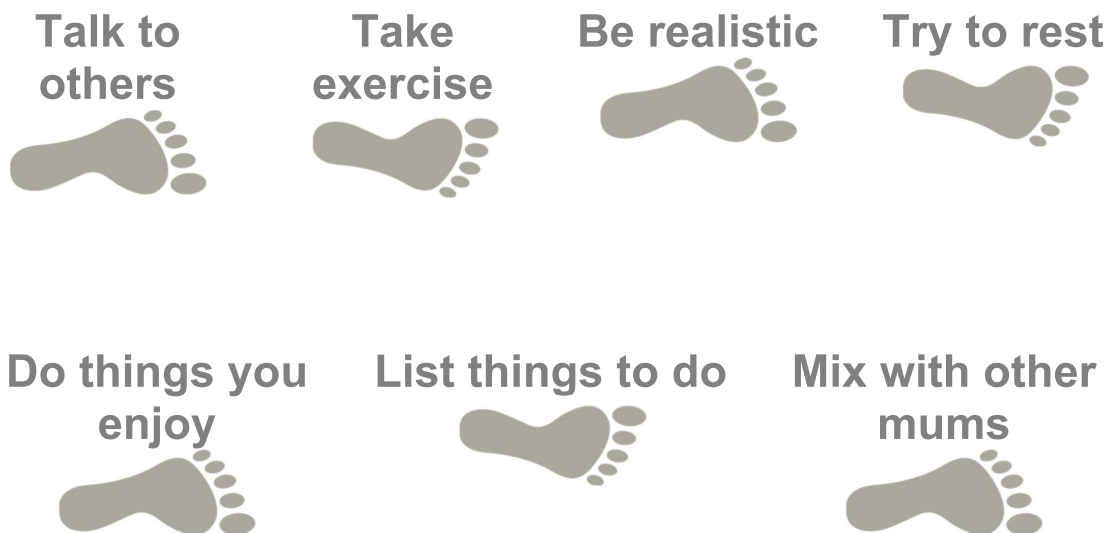 Talk to
others
Take
exercise
Be realistic
Try to rest
Do things you
enjoy
List things to do
Mix with other
mums